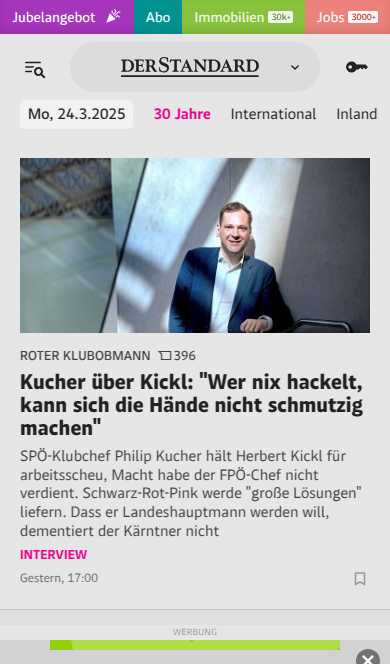 Jubelangebot
Abo
Immobilien 30k+
Jobs 3000+
DERSTANDARD
Mo, 24.3.2025
30 Jahre
International
Inland
ROTER KLUBOBMANN 396
Kucher über Kickl: "Wer nix hackelt,
kann sich die Hände nicht schmutzig
machen"
SPÖ-Klubchef Philip Kucher hält Herbert Kickl für
arbeitsscheu, Macht habe der FPÖ-Chef nicht
verdient. Schwarz-Rot-Pink werde "große Lösungen"
liefern. Dass er Landeshauptmann werden will,
dementiert der Kärntner nicht
INTERVIEW
Gestern, 17:00
WERBUNG